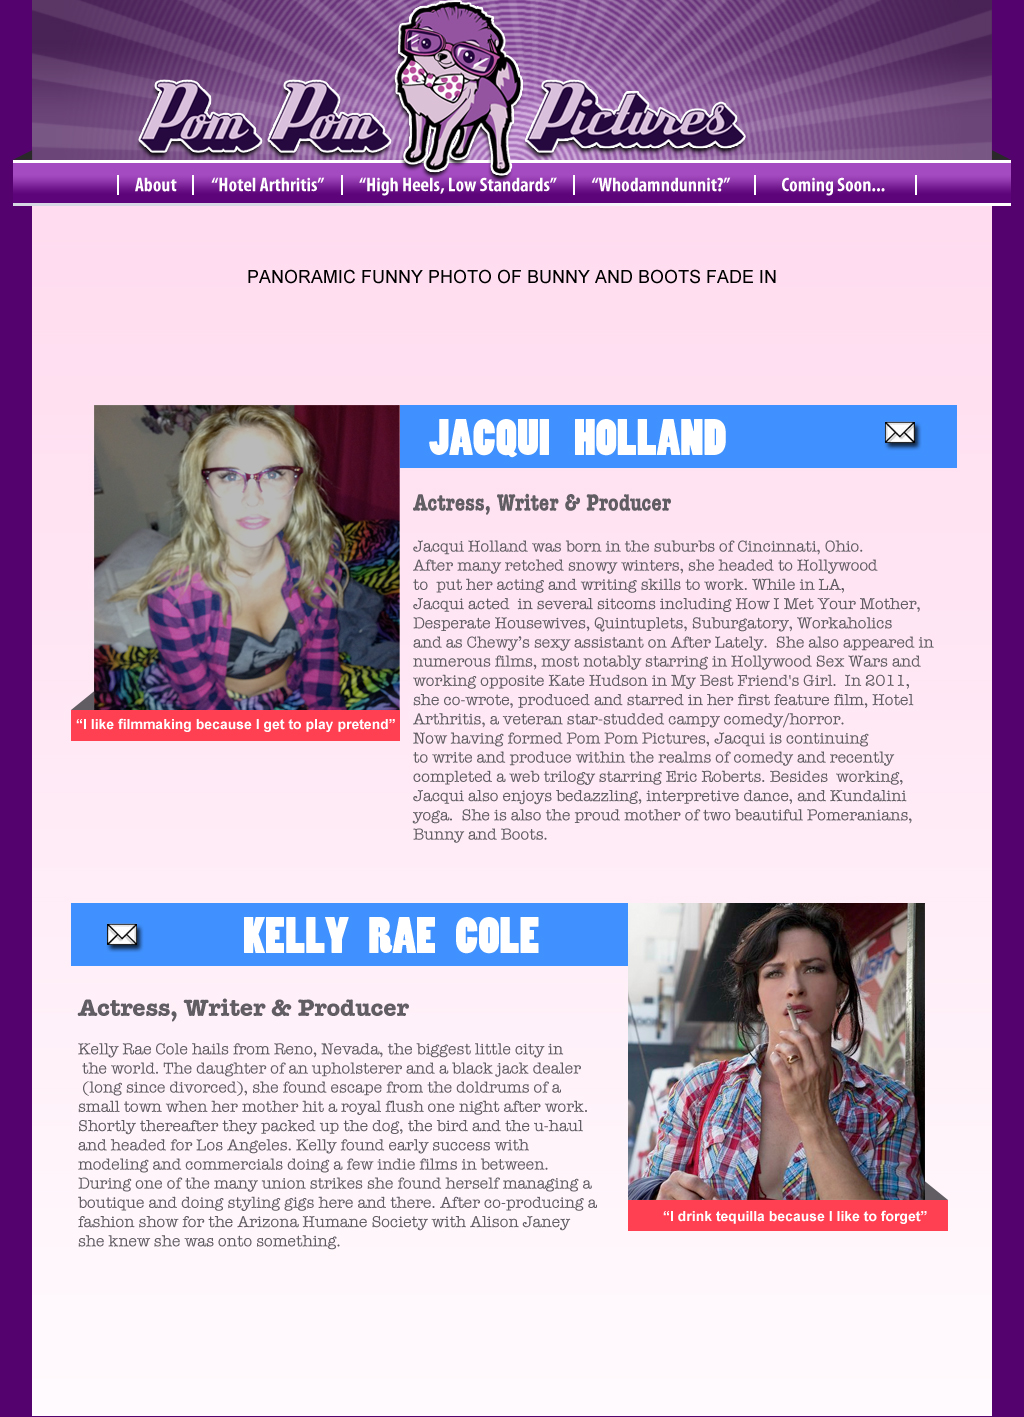 Pom Pom Pictures
About
“Hotel Arthritis”
“High Heels, Low Standards”
“Whodamndunnit?”
Coming Soon...
PANORAMIC FUNNY PHOTO OF BUNNY AND BOOTS FADE IN
JACQUI HOLLAND
Actress, Writer & Producer
Jacqui Holland was born in the suburbs of Cincinnati, Ohio.
After many retched snowy winters, she headed to Hollywood
to put her acting and writing skills to work. While in LA,
Jacqui acted in several sitcoms including How I Met Your Mother,
Desperate Housewives, Quintuplets, Suburgatory, Workaholics
and as Chewy’s sexy assistant on After Lately. She also appeared in
numerous films, most notably starring in Hollywood Sex Wars and
working opposite Kate Hudson in My Best Friend's Girl. In 2011,
she co-wrote, produced and starred in her first feature film, Hotel
Arthritis, a veteran star-studded campy comedy/horror.
Now having formed Pom Pom Pictures, Jacqui is continuing
to write and produce within the realms of comedy and recently
completed a web trilogy starring Eric Roberts. Besides working,
Jacqui also enjoys bedazzling, interpretive dance, and Kundalini
yoga. She is also the proud mother of two beautiful Pomeranians,
Bunny and Boots.
“I like filmmaking because I get to play pretend”
KELLY RAE COLE
Actress, Writer & Producer
Kelly Rae Cole hails from Reno, Nevada, the biggest little city in
the world. The daughter of an upholsterer and a black jack dealer
(long since divorced), she found escape from the doldrums of a
small town when her mother hit a royal flush one night after work.
Shortly thereafter they packed up the dog, the bird and the u-haul
and headed for Los Angeles. Kelly found early success with
modeling and commercials doing a few indie films in between.
During one of the many union strikes she found herself managing a
boutique and doing styling gigs here and there. After co-producing a
fashion show for the Arizona Humane Society with Alison Janey
she knew she was onto something.
“I drink tequilla because I like to forget”